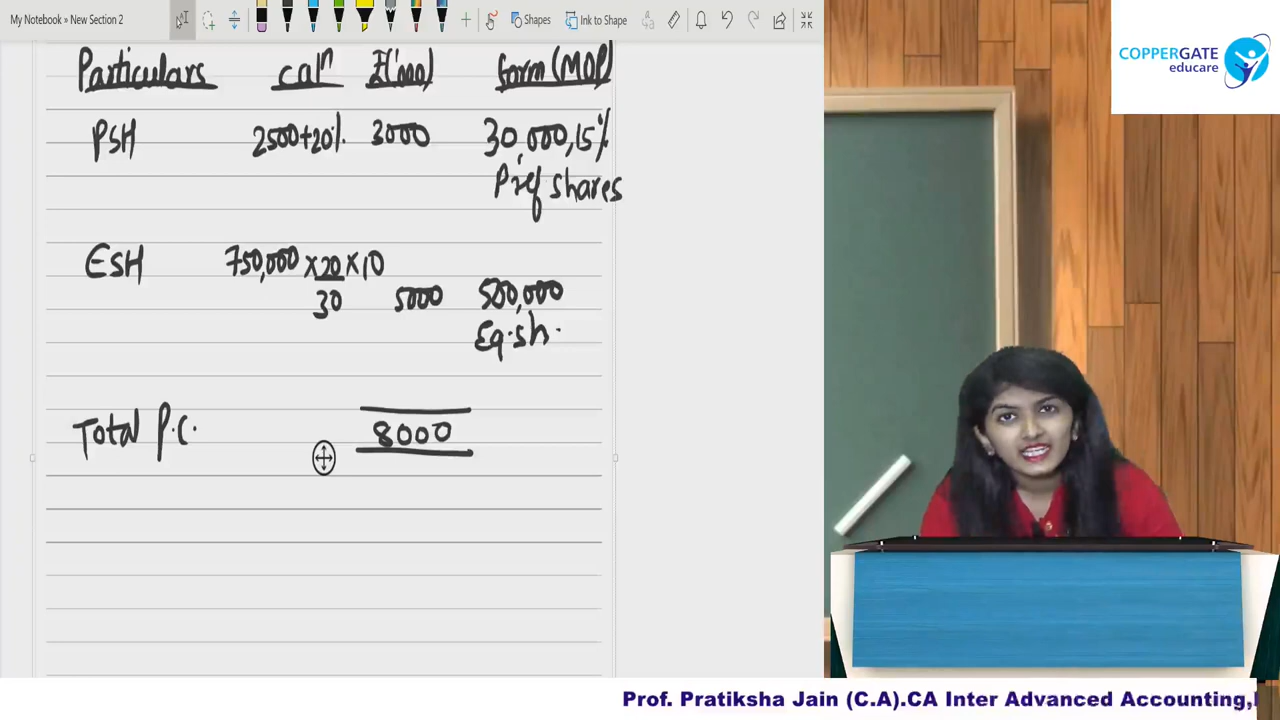 My Notebook » New Section 2
Shapes
Ink to Shape
COPPERGATE
educare
Particulars calⁿ ₹('000) Form (MOP)
PSH 2500+20% 3000 30,000, 15%
Pref shares
ESH 750,000 × 20 × 10
30 5000 500,000
Eq. sh.
Total P.C. 8000
Prof. Pratiksha Jain (C.A).CA Inter Advanced Accounting,